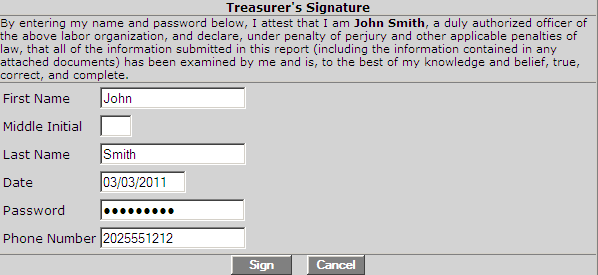 Treasurer's Signature
By entering my name and password below, I attest that I am John Smith, a duly authorized officer of
the above labor organization, and declare, under penalty of perjury and other applicable penalties of
law, that all of the information submitted in this report (including the information contained in any
attached documents) has been examined by me and is, to the best of my knowledge and belief, true,
correct, and complete.
First Name John
Middle Initial
Last Name Smith
Date 03/03/2011
Password ●●●●●●●●●
Phone Number 2025551212
Sign Cancel